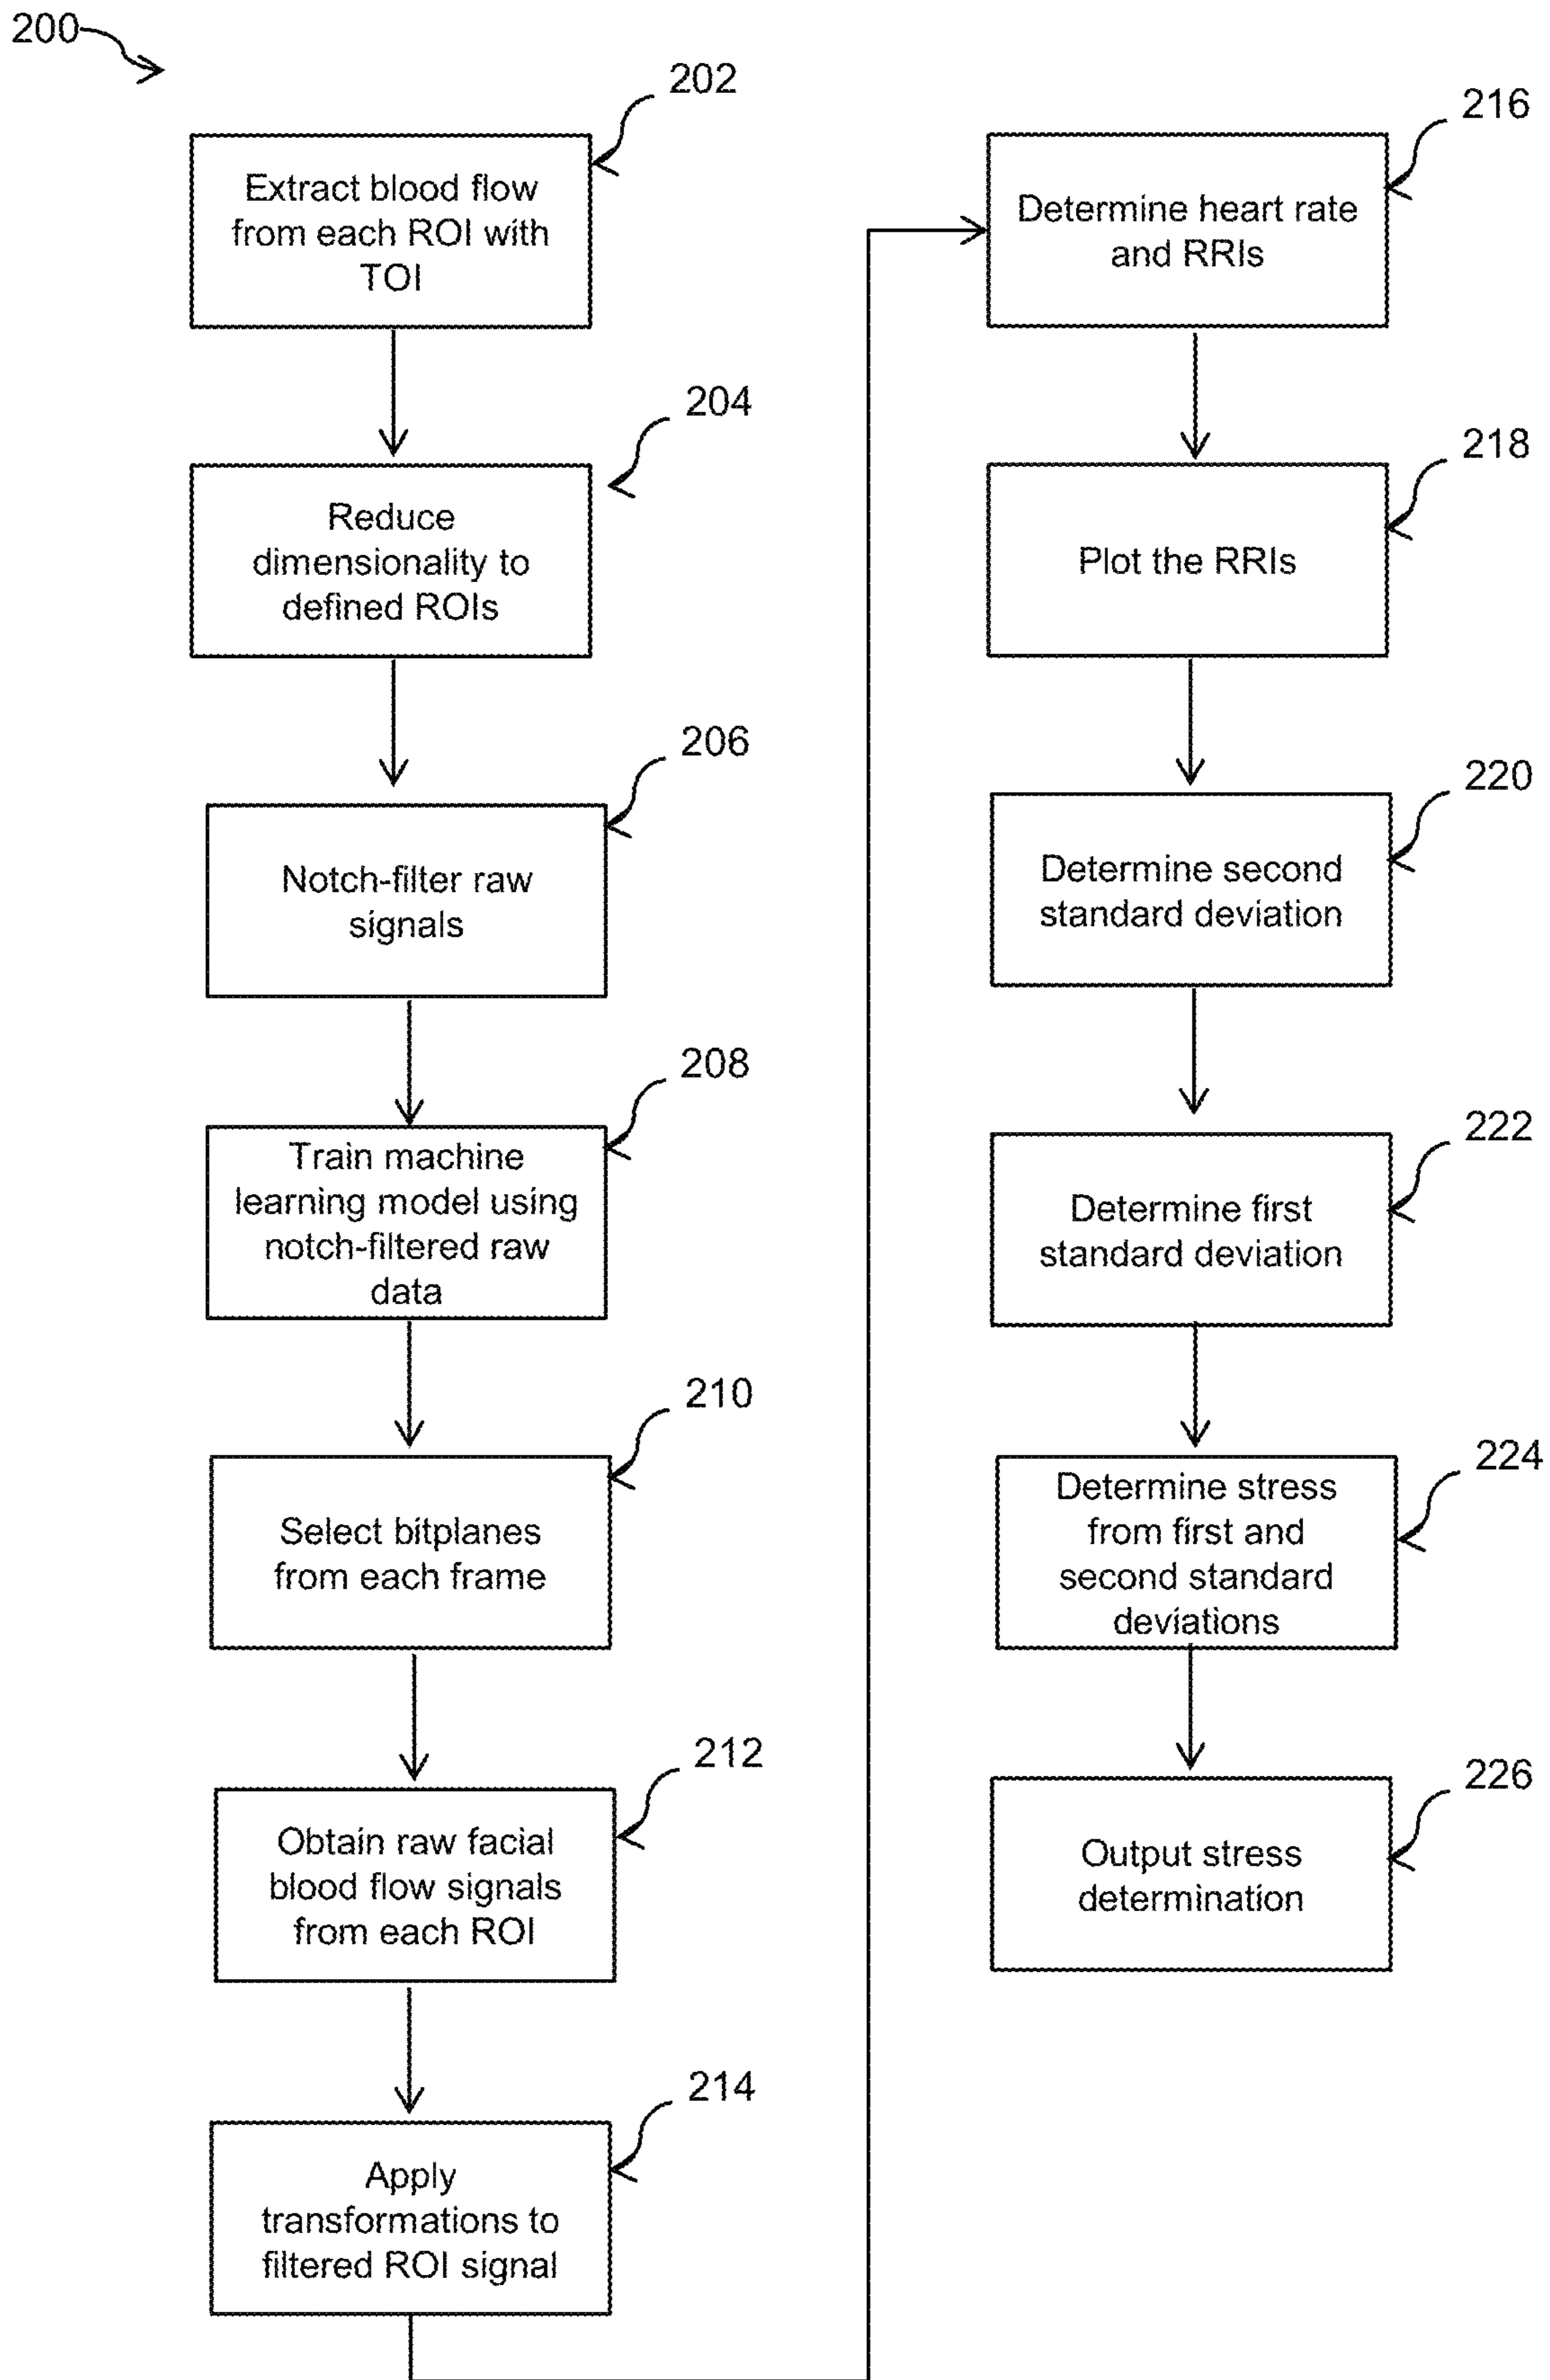 200
202
Extract blood flow
from each ROI with
TOI
204
Reduce
dimensionality to
defined ROIs
206
Notch-filter raw
signals
208
Train machine
learning model using
notch-filtered raw
data
210
Select bitplanes
from each frame
212
Obtain raw facial
blood flow signals
from each ROI
214
Apply
transformations to
filtered ROI signal
216
Determine heart rate
and RRIs
218
Plot the RRIs
220
Determine second
standard deviation
222
Determine first
standard deviation
224
Determine stress
from first and
second standard
deviations
226
Output stress
determination